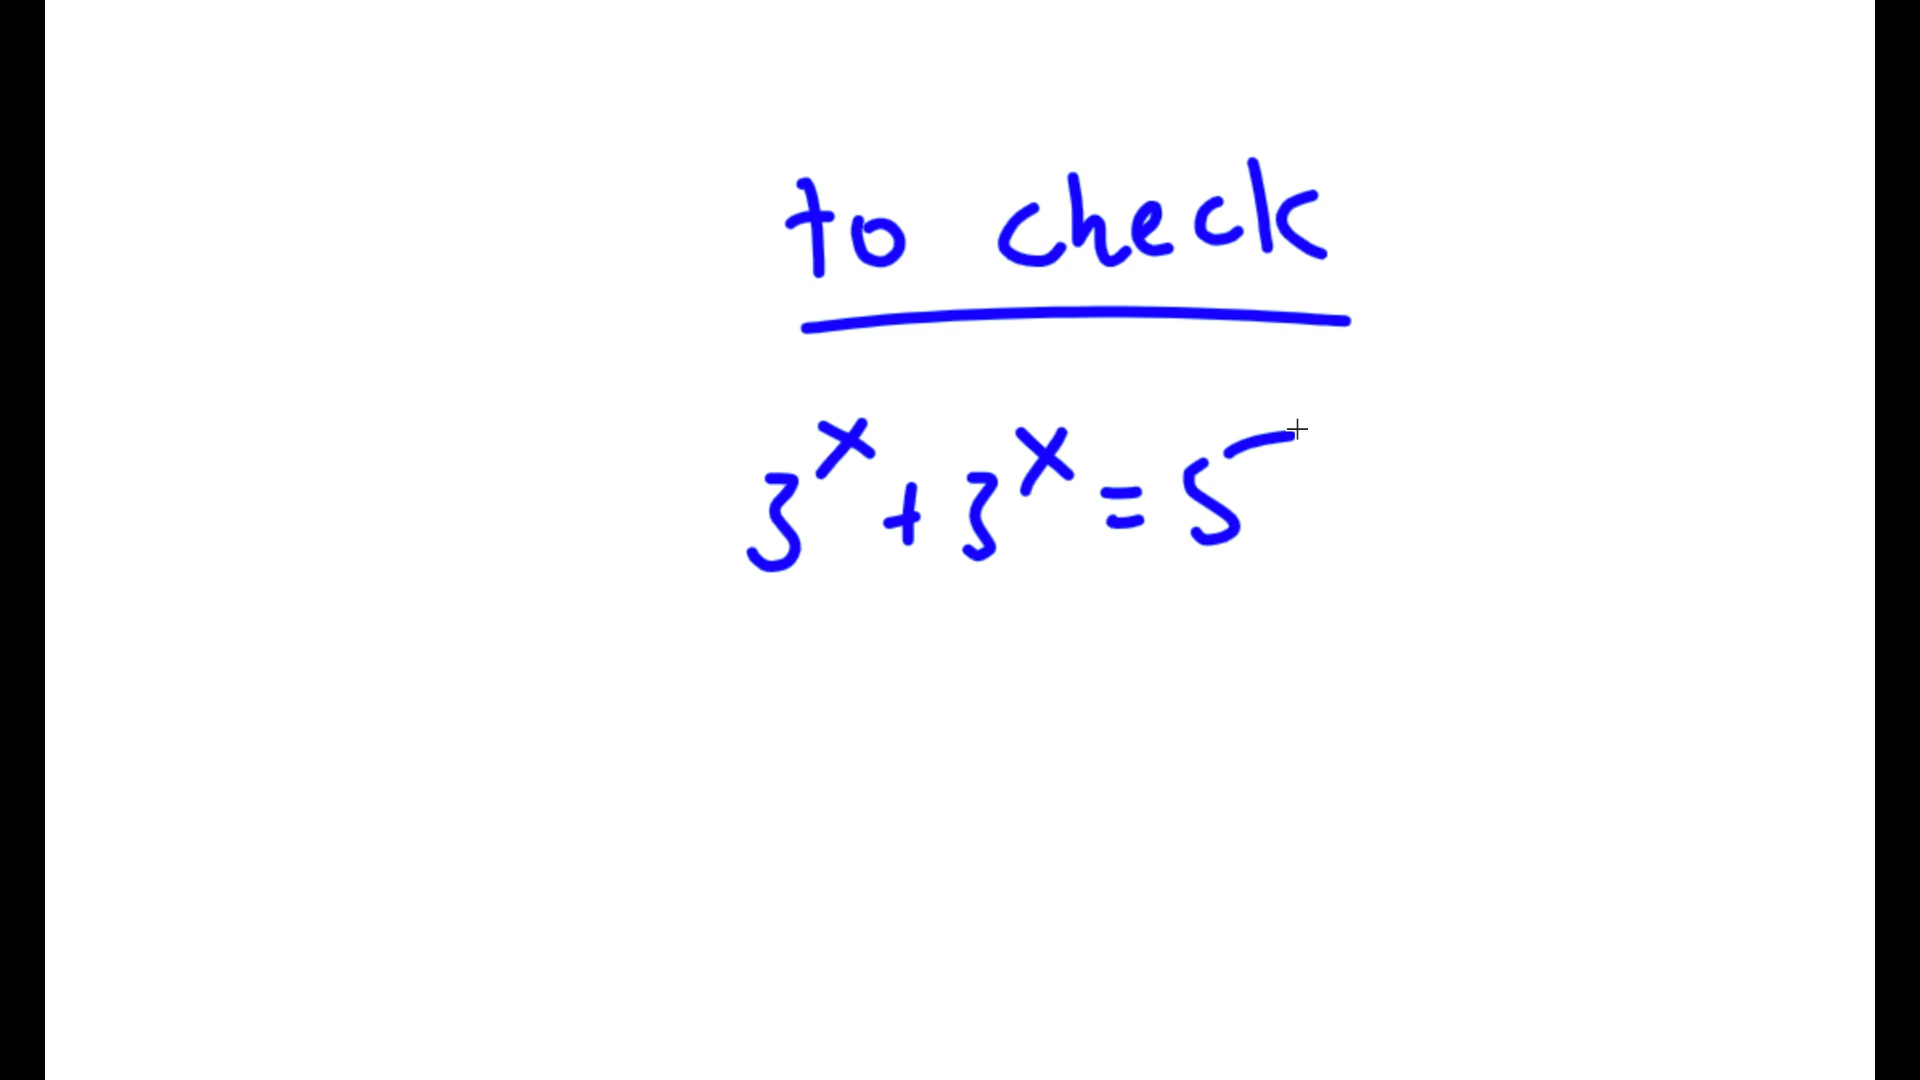 to check
3^x + 3^x = 5